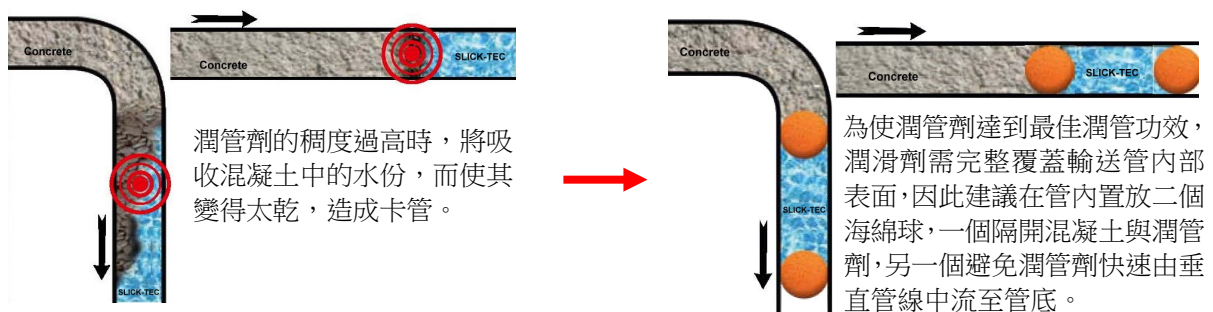 Concrete
Concrete
SLICK-TEC
潤管劑的稠度過高時，將吸
收混凝土中的水份，而使其
變得太乾，造成卡管。
SLICK-TEC
Concrete
Concrete
SLICK-TEC
為使潤管劑達到最佳潤管功效，
潤滑劑需完整覆蓋輸送管內部
表面，因此建議在管內置放二個
海綿球，一個隔開混凝土與潤管
劑，另一個避免潤管劑快速由垂
直管線中流至管底。
SLICK-TEC